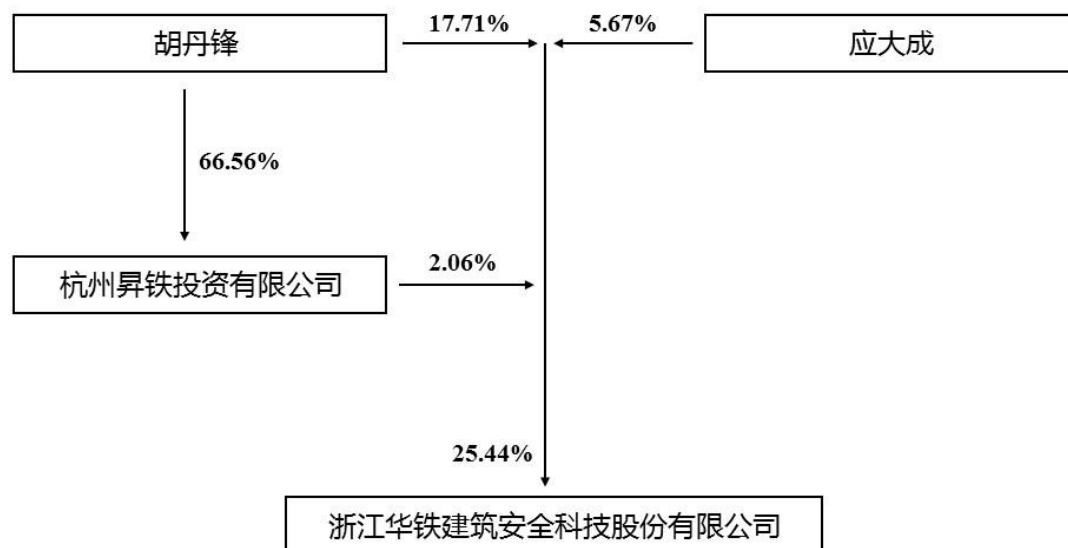 胡丹锋
17.71%
5.67%
应大成
66.56%
杭州昇铁投资有限公司
2.06%
25.44%
浙江华铁建筑安全科技股份有限公司